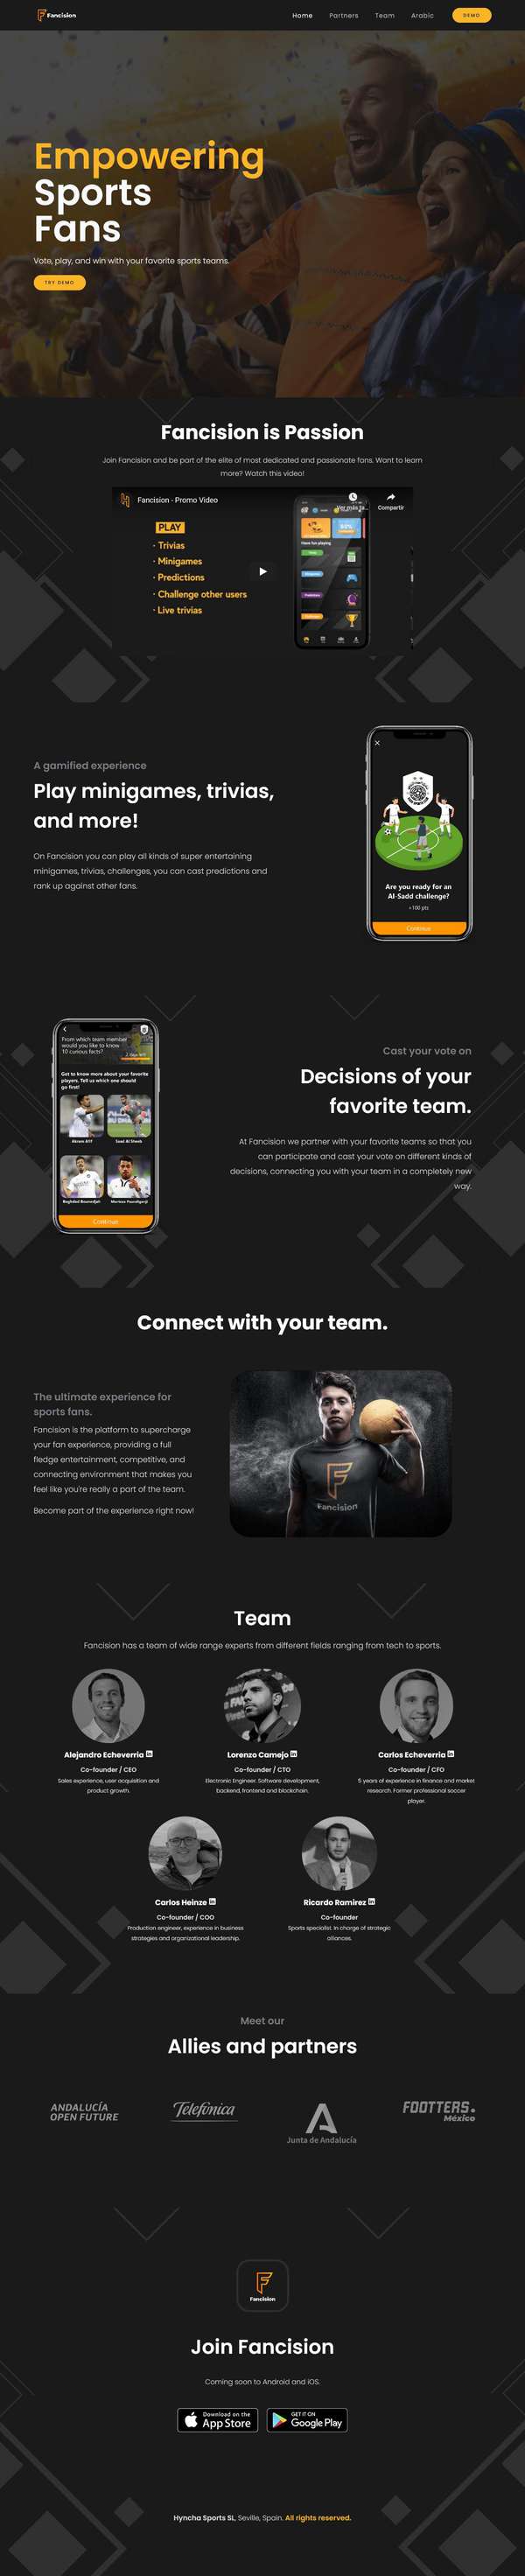 Fancision
Home
Partners
Team
Arabic
DEMO
Empowering
Sports
Fans
Vote, play, and win with your favorite sports teams.
TRY DEMO
Fancision is Passion
Join Fancision and be part of the elite of most dedicated and passionate fans. Want to learn
more? Watch this video!
Fancision - Promo Video
Ver más ta...
Compartir
PLAY
· Trivias
· Minigames
· Predictions
· Challenge other users
· Live trivias
A gamified experience
Play minigames, trivias,
and more!
On Fancision you can play all kinds of super entertaining
minigames, trivias, challenges, you can cast predictions and
rank up against other fans.
Are you ready for an
Al-Sadd challenge?
+100 pts
Continue
From which team member
would you like to know
10 curious facts?
Get to know more about your favorite
players. Tell us which one should
go first!
Akram Afif
Saad Al Sheeb
Baghdad Bounedjah
Continue
Cast your vote on
Decisions of your
favorite team.
At Fancision we partner with your favorite teams so that you
can participate and cast your vote on different kinds of
decisions, connecting you with your team in a completely new
way.
Connect with your team.
The ultimate experience for
sports fans.
Fancision is the platform to supercharge
your fan experience, providing a full
fledge entertainment, competitive, and
connecting environment that makes you
feel like you're really a part of the team.
Become part of the experience right now!
Fancision
Team
Fancision has a team of wide range experts from different fields ranging from tech to sports.
Alejandro Echeverria in
Co-founder / CEO
Sales experience, user acquisition and
product growth.
Lorenzo Camejo in
Co-founder / CTO
Electronic Engineer. Software development,
backend, frontend and blockchain.
Carlos Echeverria in
Co-founder / CFO
5 years of experience in finance and market
research. Former professional soccer
player.
Carlos Heinze in
Co-founder / COO
Production engineer, experience in business
strategies and organizational leadership.
Ricardo Ramirez in
Co-founder
Sports specialist. In charge of strategic
alliances.
Meet our
Allies and partners
ANDALUCÍA
OPEN FUTURE
Telefónica
Junta de Andalucía
FOOTTERS.
México
Fancision
Join Fancision
Coming soon to Android and iOS.
Download on the
App Store
GET IT ON
Google Play
Hyncha Sports SL, Seville, Spain. All rights reserved.